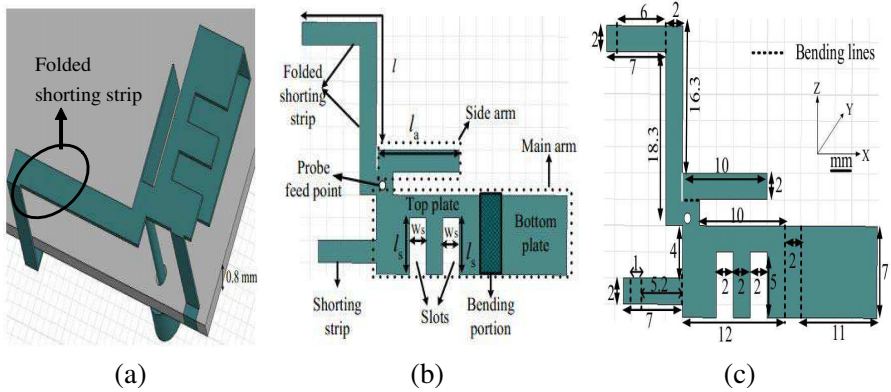 Folded
shorting strip
0.8 mm
(a)
l
Folded
shorting
strip
l_a
Side arm
Probe
feed point
Main arm
Top plate
Bottom
plate
w_s
w_s
l_s
l_s
Shorting
strip
Slots
Bending
portion
(b)
6
2
2
7
Bending lines
16.3
18.3
Z
Y
X
mm
10
2
10
4
1
2
5.2
7
2
2
2
5
2
7
12
11
(c)